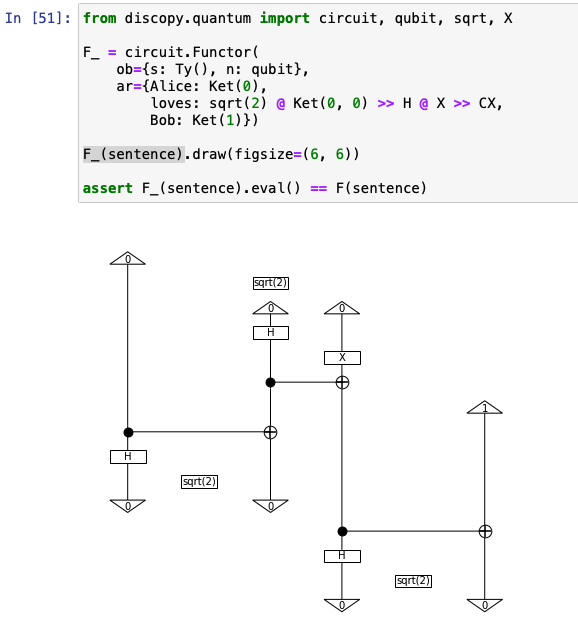 In [51]: from discopy.quantum import circuit, qubit, sqrt, X
F_ = circuit.Functor(
    ob={s: Ty(), n: qubit},
    ar={Alice: Ket(0),
        loves: sqrt(2) @ Ket(0, 0) >> H @ X >> CX,
        Bob: Ket(1)})
F_(sentence).draw(figsize=(6, 6))
assert F_(sentence).eval() == F(sentence)
0
sqrt(2)
0 0
H
X
1
H
sqrt(2)
0 0
H
sqrt(2)
0 0